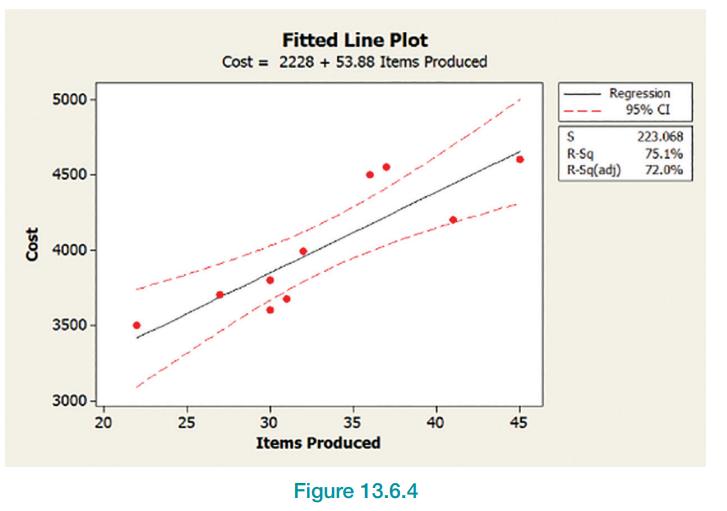 Fitted Line Plot
Cost = 2228 + 53.88 Items Produced
Regression
95% CI
S 223.068
R-Sq 75.1%
R-Sq(adj) 72.0%
5000
4500
4000
3500
3000
Cost
20 25 30 35 40 45
Items Produced
Figure 13.6.4